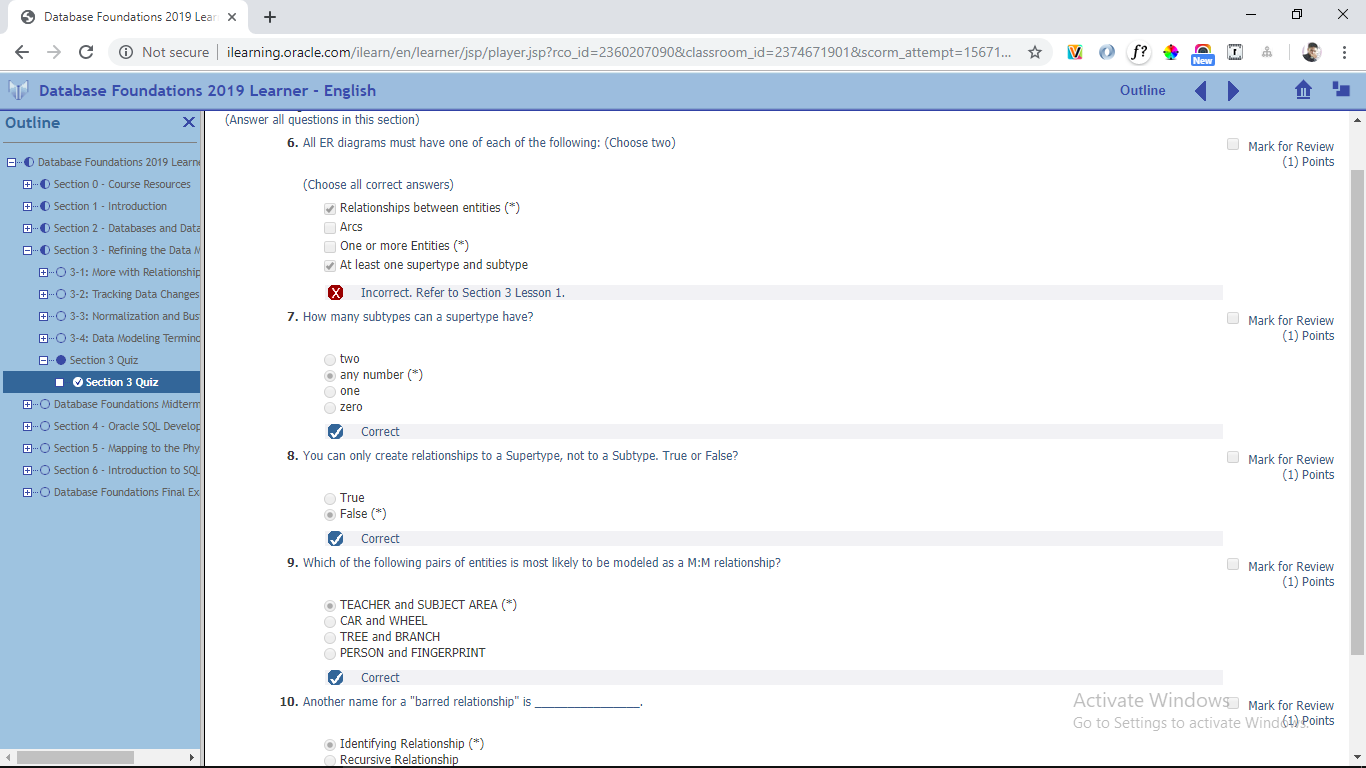 Database Foundations 2019 Lear
Not secure
ilearning.oracle.com/ilearn/en/learner/jsp/player.jsp?rco_id=2360207090&classroom_id=2374671901&scorm_attempt=15671...
f?
New
Database Foundations 2019 Learner - English
Outline
Outline
Database Foundations 2019 Learne
Section 0 - Course Resources
Section 1 - Introduction
Section 2 - Databases and Data
Section 3 - Refining the Data M
3-1: More with Relationship
3-2: Tracking Data Changes
3-3: Normalization and Bus
3-4: Data Modeling Terminc
Section 3 Quiz
Section 3 Quiz
Database Foundations Midterm
Section 4 - Oracle SQL Develop
Section 5 - Mapping to the Phy
Section 6 - Introduction to SQL
Database Foundations Final Ex
(Answer all questions in this section)
6. All ER diagrams must have one of each of the following: (Choose two)
Mark for Review
(1) Points
(Choose all correct answers)
Relationships between entities (*)
Arcs
One or more Entities (*)
At least one supertype and subtype
Incorrect. Refer to Section 3 Lesson 1.
7. How many subtypes can a supertype have?
Mark for Review
(1) Points
two
any number (*)
one
zero
Correct
8. You can only create relationships to a Supertype, not to a Subtype. True or False?
Mark for Review
(1) Points
True
False (*)
Correct
9. Which of the following pairs of entities is most likely to be modeled as a M:M relationship?
Mark for Review
(1) Points
TEACHER and SUBJECT AREA (*)
CAR and WHEEL
TREE and BRANCH
PERSON and FINGERPRINT
Correct
10. Another name for a "barred relationship" is _________________.
Mark for Review
(1) Points
Identifying Relationship (*)
Recursive Relationship
Activate Windows
Go to Settings to activate Windows.